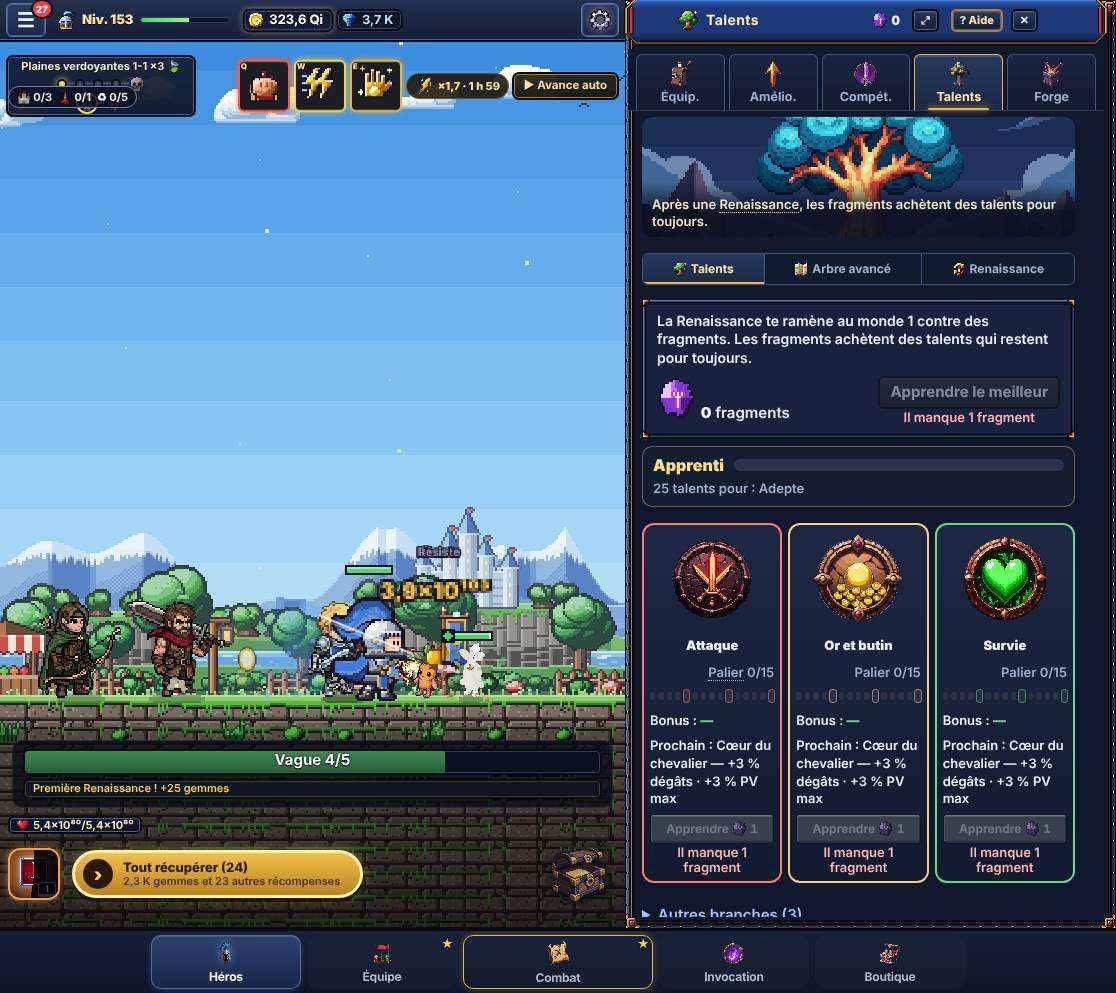 27
Niv. 153
323,6 Qi
3,7 K
Talents
0
? Aide
Plaines verdoyantes 1-1 ×3
0/3 0/1 0/5
Q
W
E
×1,7 · 1 h 59
Avance auto
Équip.
Amélio.
Compét.
Talents
Forge
Après une Renaissance, les fragments achètent des talents pour
toujours.
Talents
Arbre avancé
Renaissance
La Renaissance te ramène au monde 1 contre des
fragments. Les fragments achètent des talents qui restent
pour toujours.
0 fragments
Apprendre le meilleur
Il manque 1 fragment
Apprenti
25 talents pour : Adepte
Attaque
Palier 0/15
Bonus : —
Prochain : Cœur du
chevalier — +3 %
dégâts · +3 % PV
max
Apprendre 1
Il manque 1
fragment
Or et butin
Palier 0/15
Bonus : —
Prochain : Cœur du
chevalier — +3 %
dégâts · +3 % PV
max
Apprendre 1
Il manque 1
fragment
Survie
Palier 0/15
Bonus : —
Prochain : Cœur du
chevalier — +3 %
dégâts · +3 % PV
max
Apprendre 1
Il manque 1
fragment
Autres branches (3)
Résiste
Vague 4/5
Première Renaissance ! +25 gemmes
5,4×10⁸⁰/5,4×10⁸⁰
1
Tout récupérer (24)
2,3 K gemmes et 23 autres récompenses
Héros
Équipe
Combat
Invocation
Boutique